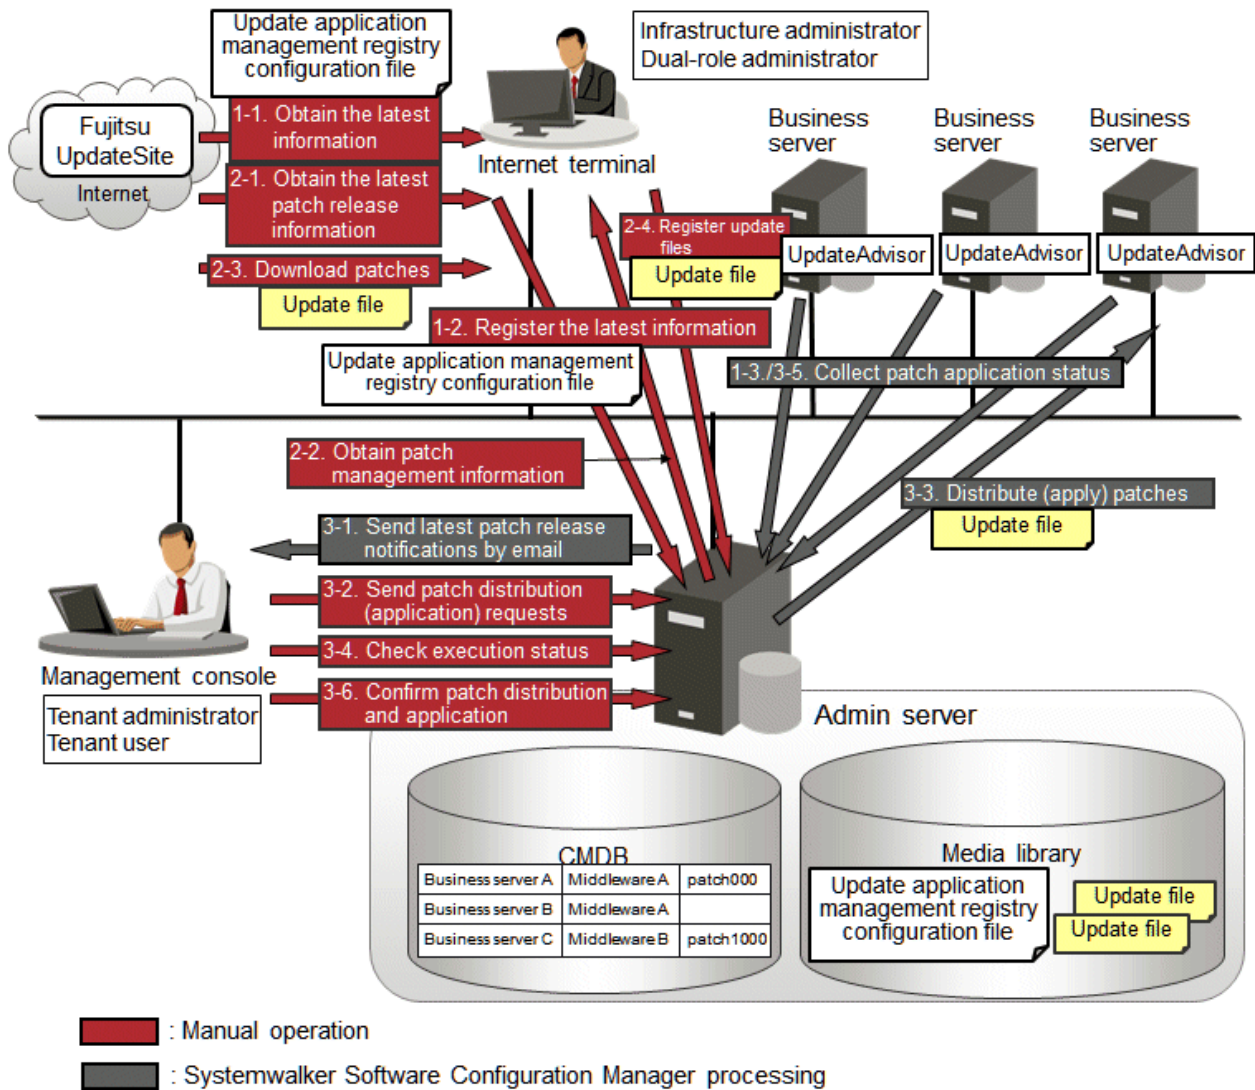 Update application
management registry
configuration file
Infrastructure administrator
Dual-role administrator
Fujitsu
UpdateSite
Internet
1-1. Obtain the latest
information
2-1. Obtain the latest
patch release
information
2-3. Download patches
Update file
Internet terminal
Business
server
Business
server
Business
server
2-4. Register update
files
Update file
UpdateAdvisor
UpdateAdvisor
UpdateAdvisor
1-2. Register the latest information
Update application management
registry configuration file
1-3./3-5. Collect patch application status
2-2. Obtain patch
management information
3-3. Distribute (apply) patches
Update file
3-1. Send latest patch release
notifications by email
3-2. Send patch distribution
(application) requests
3-4. Check execution status
3-6. Confirm patch distribution
and application
Management console
Tenant administrator
Tenant user
Admin server
CMDB
Business server A Middleware A patch000
Business server B Middleware A
Business server C Middleware B patch1000
Media library
Update application
management registry
configuration file
Update file
Update file
: Manual operation
: Systemwalker Software Configuration Manager processing